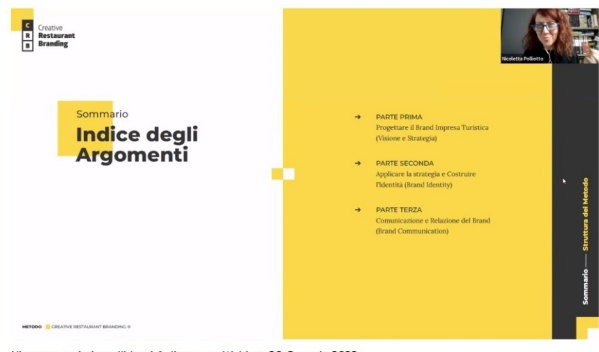 C
R
B
Creative
Restaurant
Branding
Nicoletta Polliotto
Sommario
Indice degli
Argomenti
→ PARTE PRIMA
Progettare il Brand Impresa Turistica
(Visione e Strategia)
→ PARTE SECONDA
Applicare la strategia e Costruire
l'Identità (Brand Identity)
→ PARTE TERZA
Comunicazione e Relazione del Brand
(Brand Communication)
Sommario — Struttura del Metodo
METODO CREATIVE RESTAURANT BRANDING ®